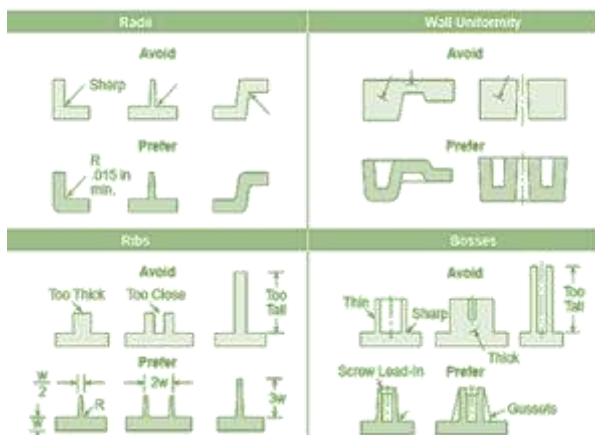 Radii
Avoid
Sharp
Prefer
R
.015 in
min.
Wall Uniformity
Avoid
Prefer
Ribs
Avoid
Too Thick
Too Close
Too
Tall
Prefer
w
2
2w
R
3w
w
Bosses
Avoid
Thin
Sharp
Thick
Too
Tall
Screw Lead-In
Prefer
Gussets